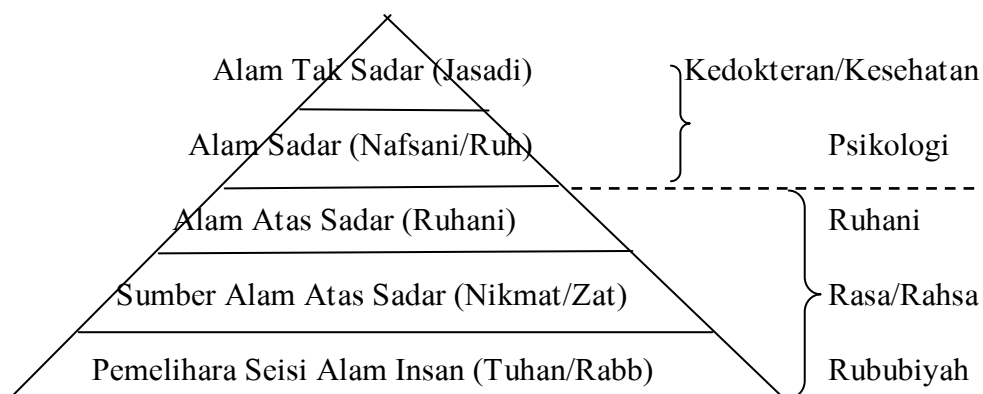 Alam Tak Sadar (Jasadi) Kedokteran/Kesehatan
Alam Sadar (Nafsani/Ruh) Psikologi
Alam Atas Sadar (Ruhani) Ruhani
Sumber Alam Atas Sadar (Nikmat/Zat) Rasa/Rahsa
Pemelihara Seisi Alam Insan (Tuhan/Rabb) Rububiyah